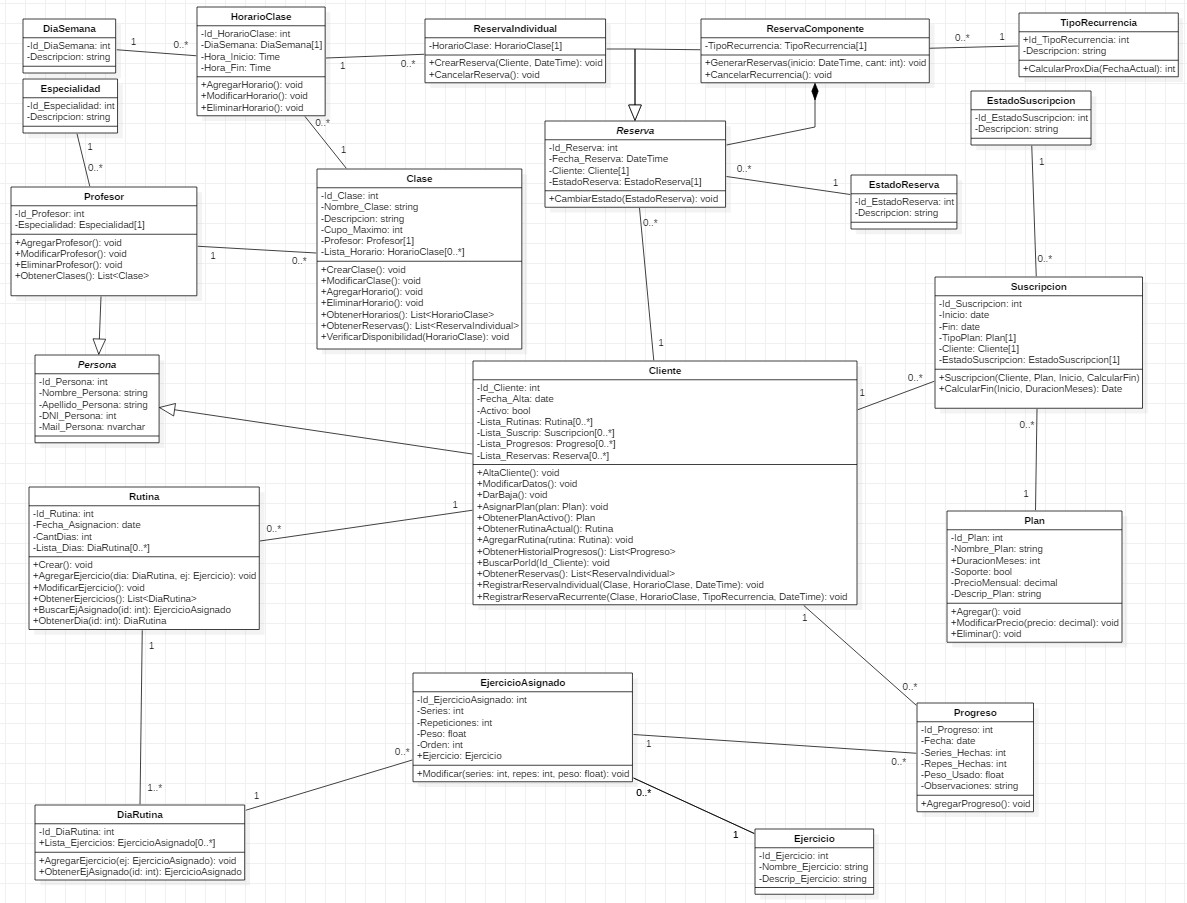 DiaSemana
-Id_DiaSemana: int
-Descripcion: string
1
0..*
HorarioClase
-Id_HorarioClase: int
-DiaSemana: DiaSemana[1]
-Hora_Inicio: Time
-Hora_Fin: Time
+AgregarHorario(): void
+ModificarHorario(): void
+EliminarHorario(): void
1
0..*
ReservaIndividual
-HorarioClase: HorarioClase[1]
+CrearReserva(Cliente, DateTime): void
+CancelarReserva(): void
ReservaComponente
-TipoRecurrencia: TipoRecurrencia[1]
+GenerarReservas(inicio: DateTime, cant: int): void
+CancelarRecurrencia(): void
0..*
1
TipoRecurrencia
+Id_TipoRecurrencia: int
-Descripcion: string
+CalcularProxDia(FechaActual): int
Especialidad
-Id_Especialidad: int
-Descripcion: string
1
0..*
0..*
1
Reserva
-Id_Reserva: int
-Fecha_Reserva: DateTime
-Cliente: Cliente[1]
-EstadoReserva: EstadoReserva[1]
+CambiarEstado(EstadoReserva): void
0..*
1
EstadoReserva
-Id_EstadoReserva: int
-Descripcion: string
EstadoSuscripcion
-Id_EstadoSuscripcion: int
-Descripcion: string
1
0..*
Profesor
-Id_Profesor: int
-Especialidad: Especialidad[1]
+AgregarProfesor(): void
+ModificarProfesor(): void
+EliminarProfesor(): void
+ObtenerClases(): List<Clase>
1
0..*
Clase
-Id_Clase: int
-Nombre_Clase: string
-Descripcion: string
-Cupo_Maximo: int
-Profesor: Profesor[1]
-Lista_Horario: HorarioClase[0..*]
+CrearClase(): void
+ModificarClase(): void
+AgregarHorario(): void
+EliminarHorario(): void
+ObtenerHorarios(): List<HorarioClase>
+ObtenerReservas(): List<ReservaIndividual>
+VerificarDisponibilidad(HorarioClase): void
0..*
1
Suscripcion
-Id_Suscripcion: int
-Inicio: date
-Fin: date
-TipoPlan: Plan[1]
-Cliente: Cliente[1]
-EstadoSuscripcion: EstadoSuscripcion[1]
+Suscripcion(Cliente, Plan, Inicio, CalcularFin)
+CalcularFin(Inicio, DuracionMeses): Date
Persona
-Id_Persona: int
-Nombre_Persona: string
-Apellido_Persona: string
-DNI_Persona: int
-Mail_Persona: nvarchar
Cliente
-Id_Cliente: int
-Fecha_Alta: date
-Activo: bool
-Lista_Rutinas: Rutina[0..*]
-Lista_Suscrip: Suscripcion[0..*]
-Lista_Progresos: Progreso[0..*]
-Lista_Reservas: Reserva[0..*]
+AltaCliente(): void
+ModificarDatos(): void
+DarBaja(): void
+AsignarPlan(plan: Plan): void
+ObtenerPlanActivo(): Plan
+ObtenerRutinaActual(): Rutina
+AgregarRutina(rutina: Rutina): void
+ObtenerHistorialProgresos(): List<Progreso>
+BuscarPorId(Id_Cliente): void
+ObtenerReservas(): List<ReservaIndividual>
+RegistrarReservaIndividual(Clase, HorarioClase, DateTime): void
+RegistrarReservaRecurrente(Clase, HorarioClase, TipoRecurrencia, DateTime): void
1
0..*
0..*
1
Plan
-Id_Plan: int
-Nombre_Plan: string
+DuracionMeses: int
-Soporte: bool
-PrecioMensual: decimal
-Descrip_Plan: string
+Agregar(): void
+ModificarPrecio(precio: decimal): void
+Eliminar(): void
Rutina
-Id_Rutina: int
-Fecha_Asignacion: date
-CantDias: int
-Lista_Dias: DiaRutina[0..*]
+Crear(): void
+AgregarEjercicio(dia: DiaRutina, ej: Ejercicio): void
+ModificarEjercicio(): void
+ObtenerEjercicios(): List<DiaRutina>
+BuscarEjAsignado(id: int): EjercicioAsignado
+ObtenerDia(id: int): DiaRutina
0..*
1
1
1..*
1
0..*
EjercicioAsignado
-Id_EjercicioAsignado: int
-Series: int
-Repeticiones: int
-Peso: float
-Orden: int
+Ejercicio: Ejercicio
+Modificar(series: int, repes: int, peso: float): void
1
0..*
Progreso
-Id_Progreso: int
-Fecha: date
-Series_Hechas: int
-Repes_Hechas: int
-Peso_Usado: float
-Observaciones: string
+AgregarProgreso(): void
0..*
1
0..*
1
DiaRutina
-Id_DiaRutina: int
+Lista_Ejercicios: EjercicioAsignado[0..*]
+AgregarEjercicio(ej: EjercicioAsignado): void
+ObtenerEjAsignado(id: int): EjercicioAsignado
Ejercicio
-Id_Ejercicio: int
-Nombre_Ejercicio: string
-Descrip_Ejercicio: string